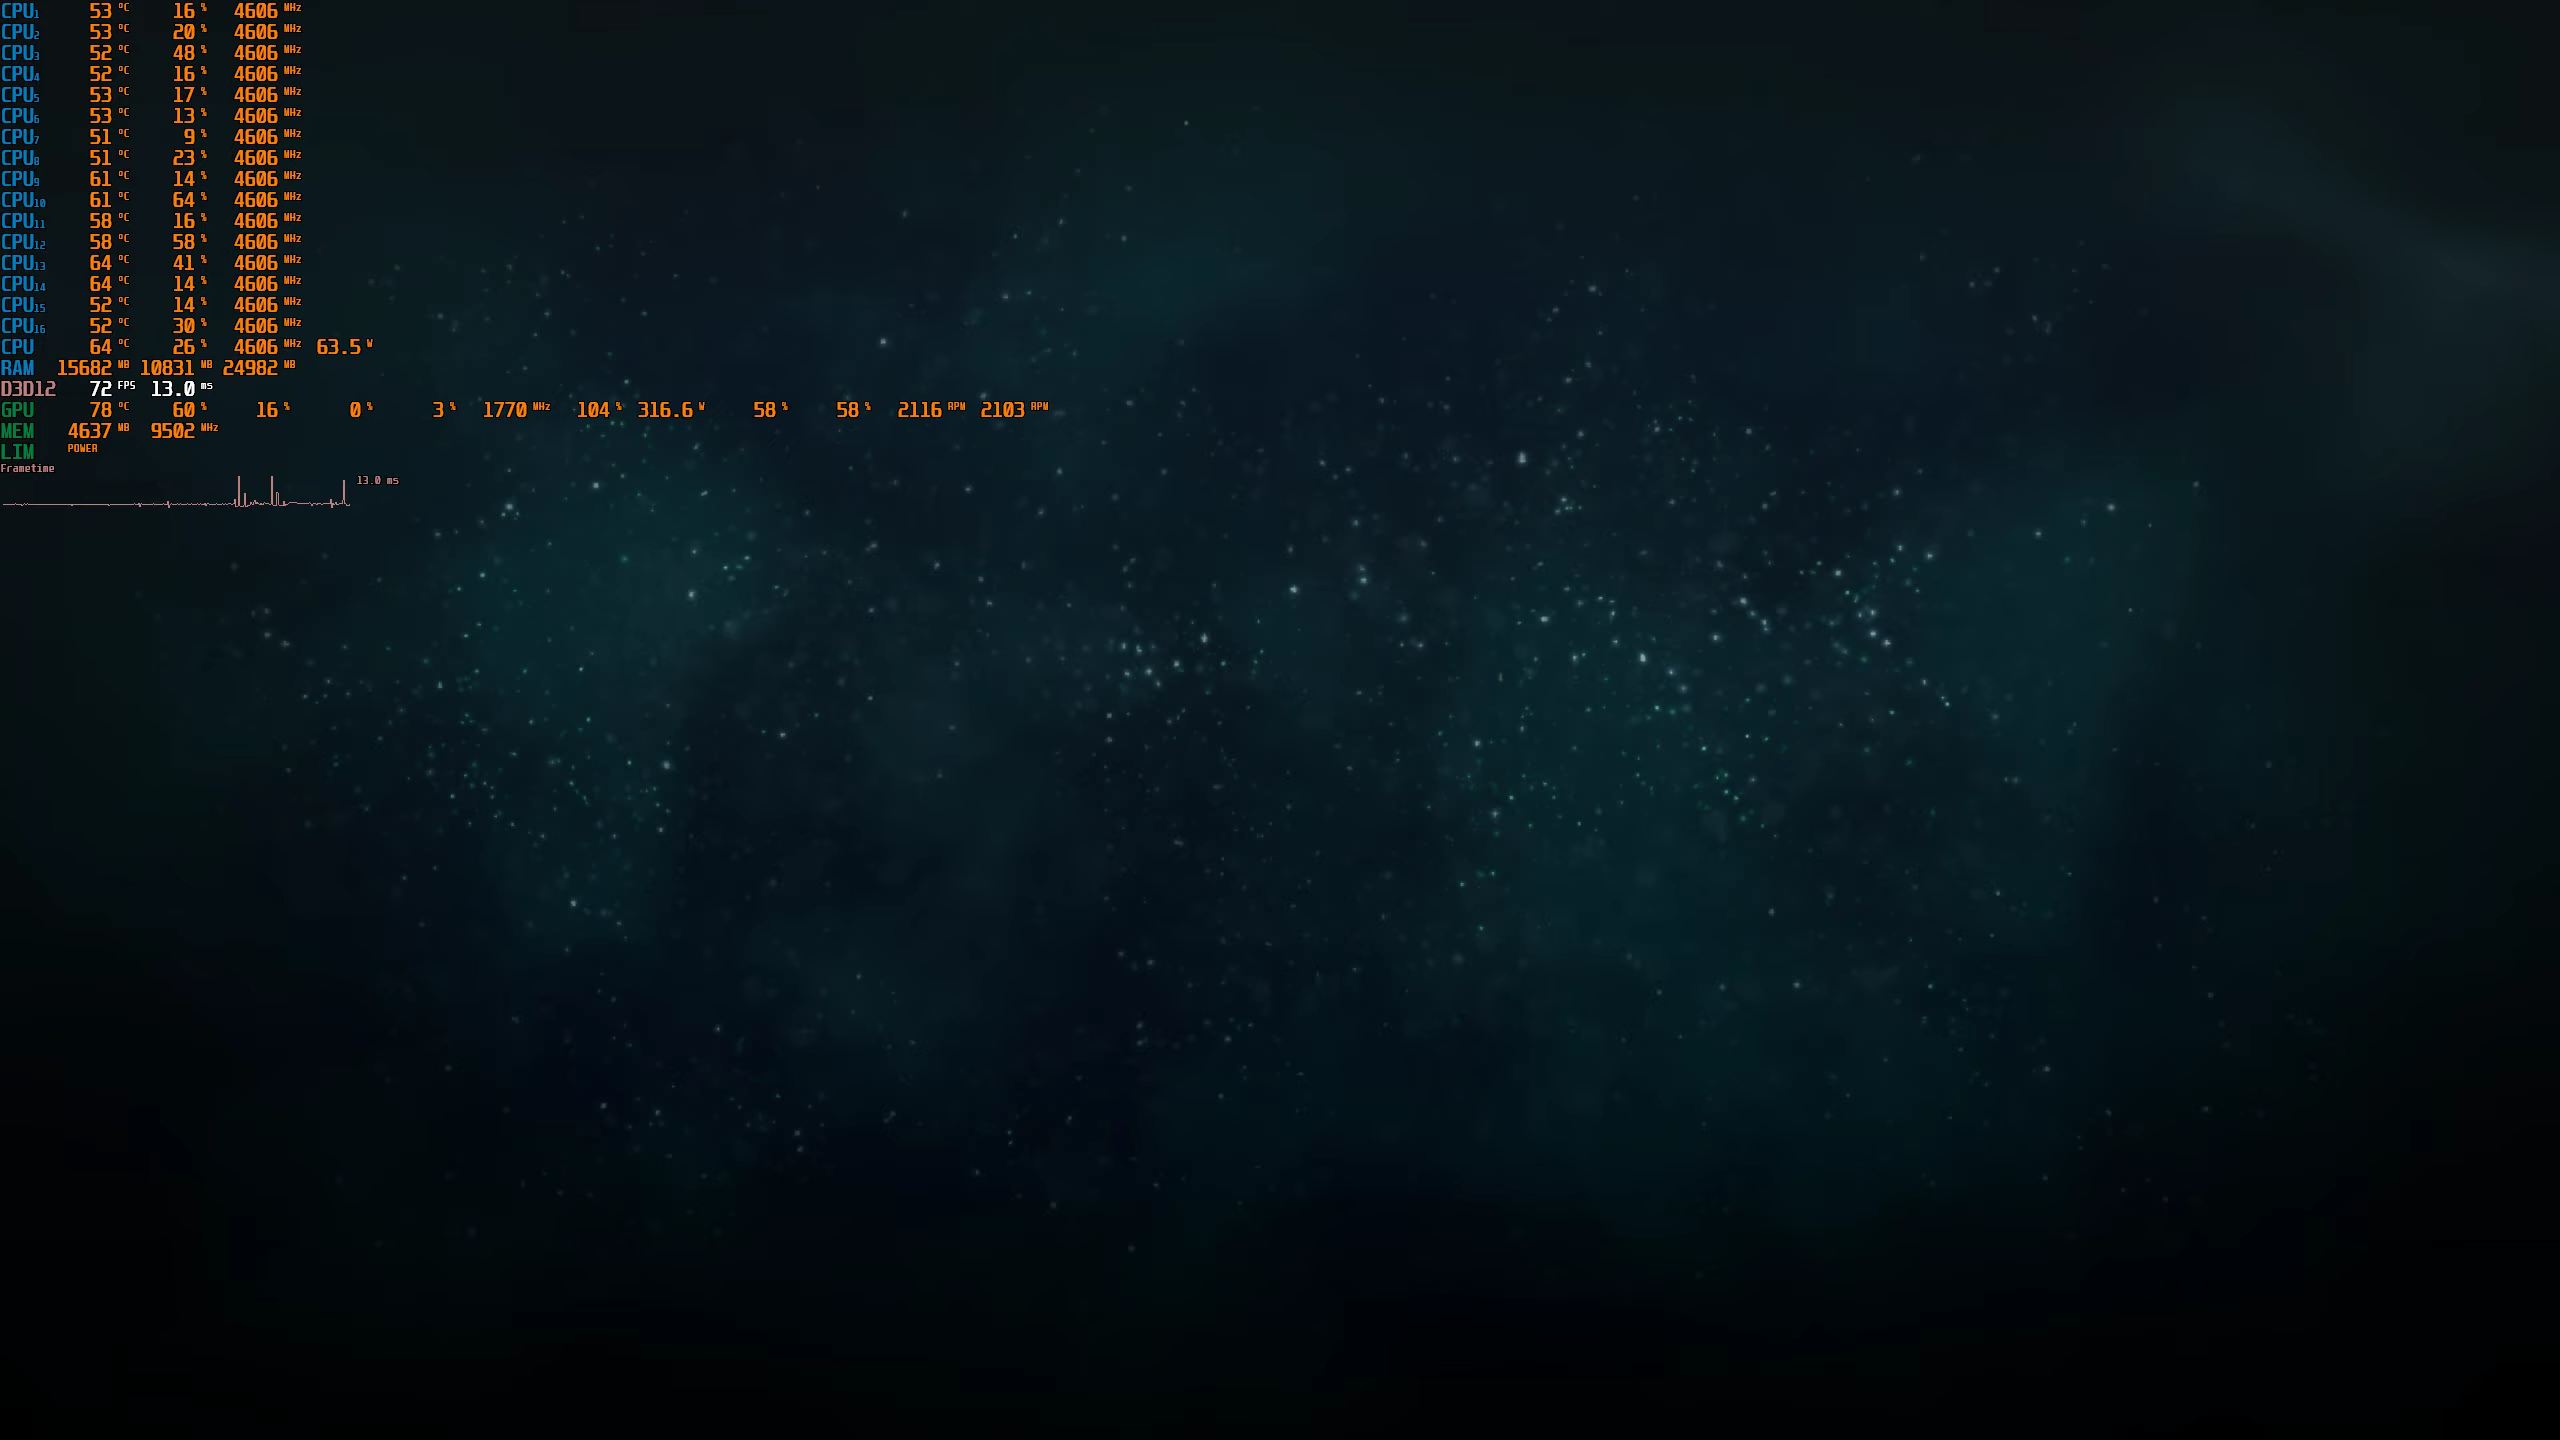 CPU1 53 °C 16 % 4606 MHz
CPU2 53 °C 20 % 4606 MHz
CPU3 52 °C 48 % 4606 MHz
CPU4 52 °C 16 % 4606 MHz
CPU5 53 °C 17 % 4606 MHz
CPU6 53 °C 13 % 4606 MHz
CPU7 51 °C 9 % 4606 MHz
CPU8 51 °C 23 % 4606 MHz
CPU9 61 °C 14 % 4606 MHz
CPU10 61 °C 64 % 4606 MHz
CPU11 58 °C 16 % 4606 MHz
CPU12 58 °C 58 % 4606 MHz
CPU13 64 °C 41 % 4606 MHz
CPU14 64 °C 14 % 4606 MHz
CPU15 52 °C 14 % 4606 MHz
CPU16 52 °C 30 % 4606 MHz
CPU 64 °C 26 % 4606 MHz 63.5 W
RAM 15682 MB 10831 MB 24982 MB
D3D12 72 FPS 13.0 ms
GPU 78 °C 60 % 16 % 0 % 3 % 1770 MHz 104 % 316.6 W 58 % 58 % 2116 RPM 2103 RPM
MEM 4637 MB 9502 MHz
LIM POWER
Frametime
13.0 ms